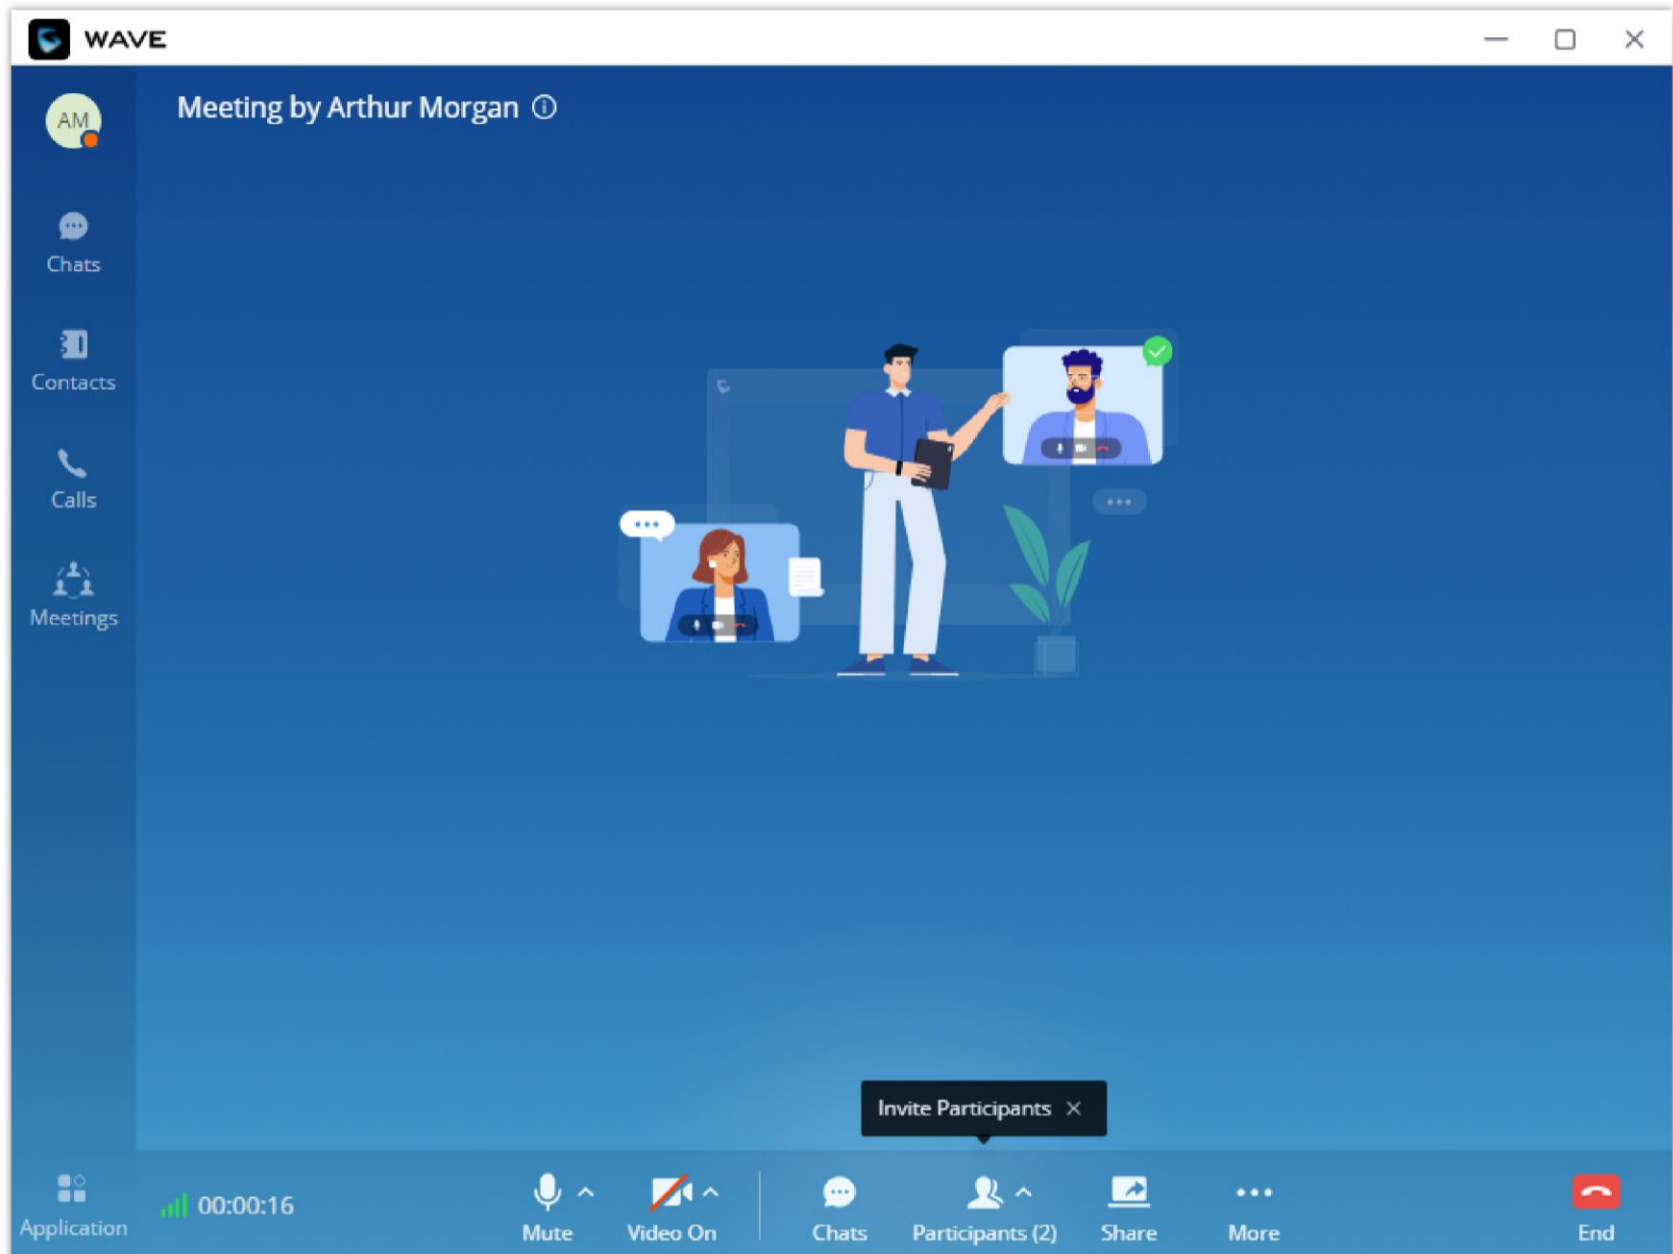 WAVE
AM
Meeting by Arthur Morgan
Chats
Contacts
Calls
Meetings
Invite Participants
Application
00:00:16
Mute
Video On
Chats
Participants (2)
Share
More
End